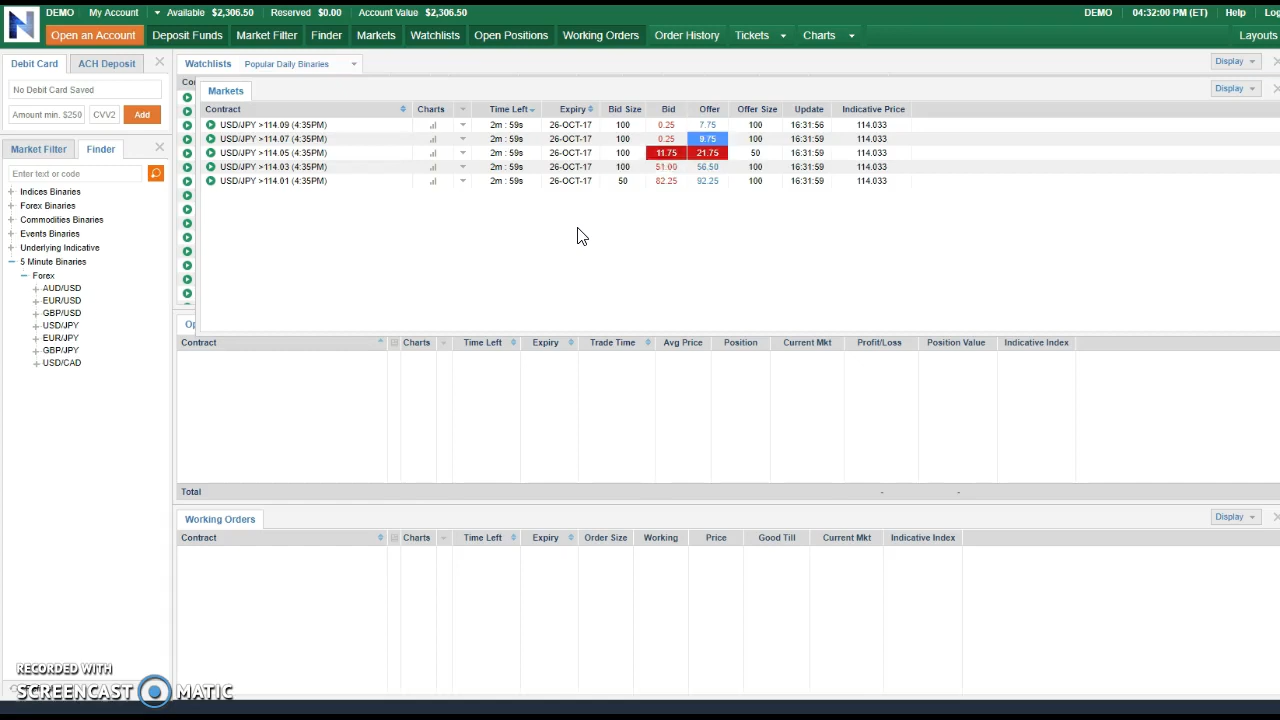 DEMO My Account Available $2,306.50 Reserved $0.00 Account Value $2,306.50 DEMO 04:32:00 PM (ET) Help Log
N
Open an Account Deposit Funds Market Filter Finder Markets Watchlists Open Positions Working Orders Order History Tickets Charts Layouts
Debit Card ACH Deposit
No Debit Card Saved
Amount min. $250 CVV2 Add
Market Filter Finder
Enter text or code
Indices Binaries
Forex Binaries
Commodities Binaries
Events Binaries
Underlying Indicative
5 Minute Binaries
Forex
AUD/USD
EUR/USD
GBP/USD
USD/JPY
EUR/JPY
GBP/JPY
USD/CAD
Watchlists Popular Daily Binaries Display
Co
Markets Display
Contract Charts Time Left Expiry Bid Size Bid Offer Offer Size Update Indicative Price
USD/JPY >114.09 (4:35PM) 2m : 59s 26-OCT-17 100 0.25 7.75 100 16:31:56 114.033
USD/JPY >114.07 (4:35PM) 2m : 59s 26-OCT-17 100 0.25 9.75 100 16:31:59 114.033
USD/JPY >114.05 (4:35PM) 2m : 59s 26-OCT-17 100 11.75 21.75 50 16:31:59 114.033
USD/JPY >114.03 (4:35PM) 2m : 59s 26-OCT-17 100 51.00 56.50 100 16:31:59 114.033
USD/JPY >114.01 (4:35PM) 2m : 59s 26-OCT-17 50 82.25 92.25 100 16:31:59 114.033
Op
Contract Charts Time Left Expiry Trade Time Avg Price Position Current Mkt Profit/Loss Position Value Indicative Index
Total - -
Working Orders Display
Contract Charts Time Left Expiry Order Size Working Price Good Till Current Mkt Indicative Index
RECORDED WITH
SCREENCAST MATIC